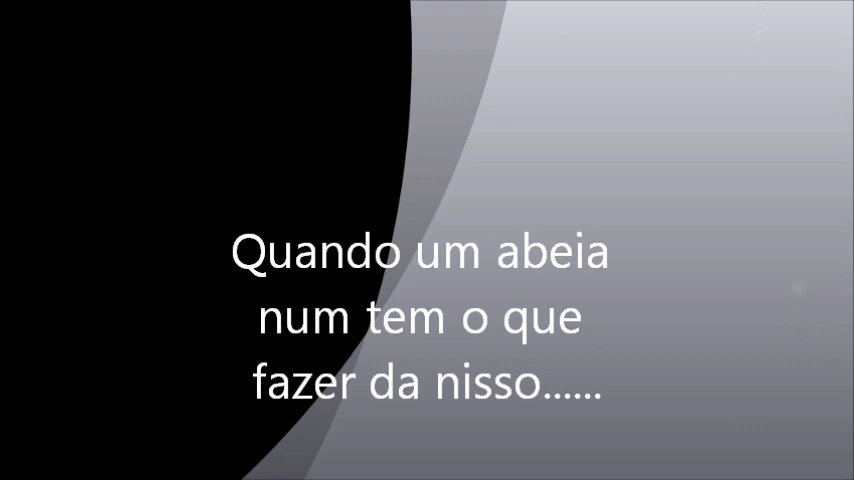 Quando um abeia
num tem o que
fazer da nisso......